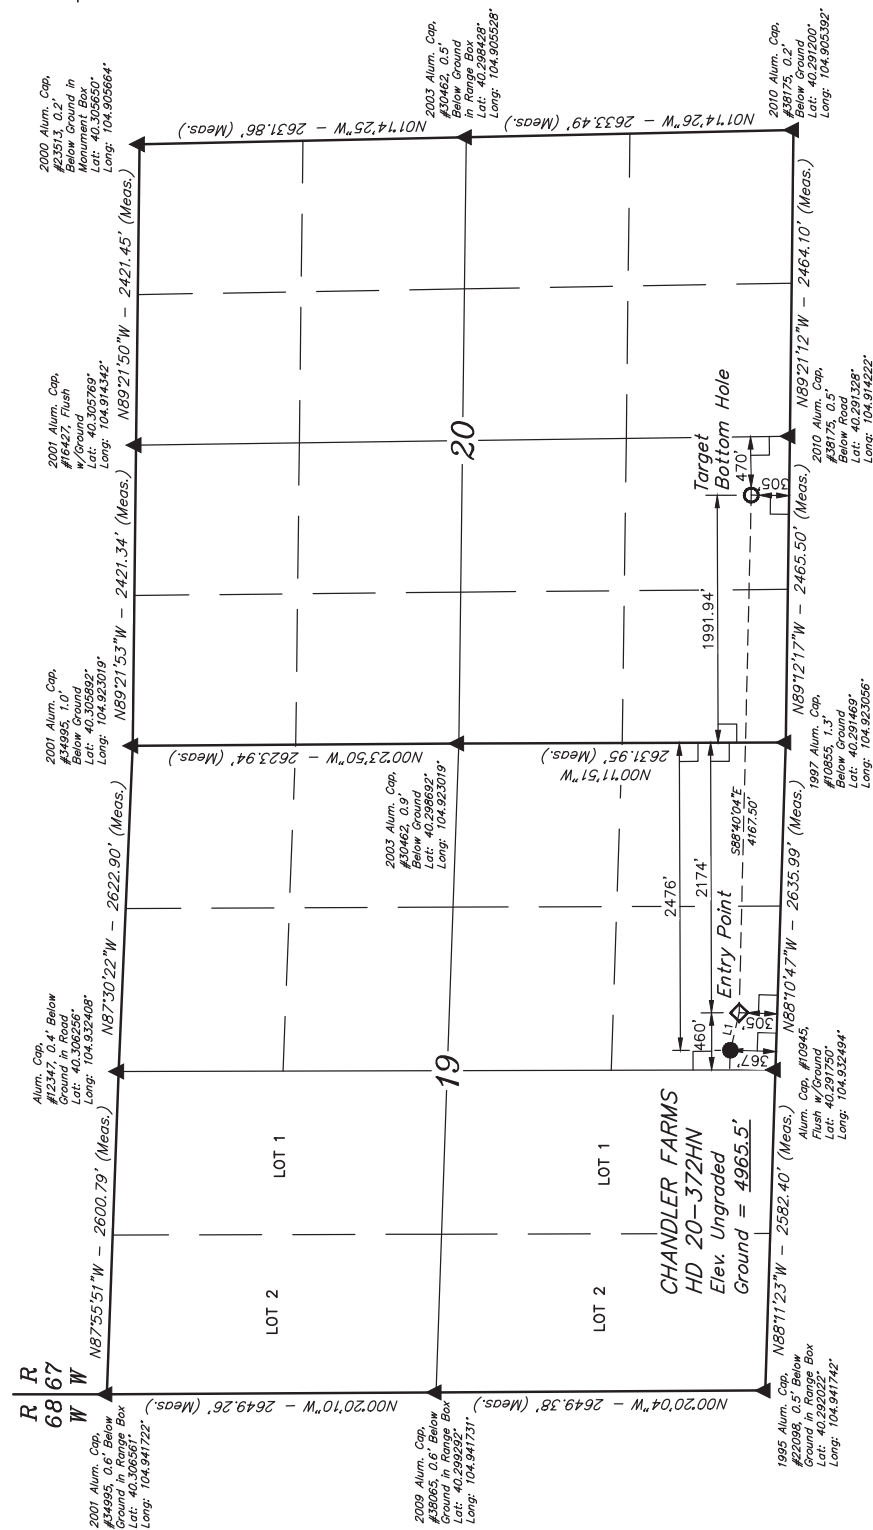 R R
68 67
W W
2001 Alum. Cap,
#34995, 0.6' Below
Ground in Range Box
Lat: 40.306561°
Long: 104.941722°
N87°55'51"W – 2600.79' (Meas.)
Alum. Cap,
#12347, 0.4' Below
Ground in Road
Lat: 40.306256°
Long: 104.932408°
N87°30'22"W – 2622.90' (Meas.)
2001 Alum. Cap,
#34995, 1.0'
Below Ground
Lat: 40.305892°
Long: 104.923019°
N89°21'53"W – 2421.34' (Meas.)
2001 Alum. Cap,
#16427, Flush
w/Ground
Lat: 40.305769°
Long: 104.914342°
N89°21'50"W – 2421.45' (Meas.)
2000 Alum. Cap,
#23513, 0.2'
Below Ground in
Monument Box
Lat: 40.305650°
Long: 104.905664°
N00°20'10"W – 2649.26' (Meas.)
LOT 2
LOT 1
N00°23'50"W – 2623.94' (Meas.)
N01°14'25"W – 2631.86' (Meas.)
2009 Alum. Cap,
#38065, 0.6' Below
Ground in Range Box
Lat: 40.299292°
Long: 104.941731°
19
2003 Alum. Cap,
#30462, 0.9'
Below Ground
Lat: 40.298692°
Long: 104.923019°
20
2003 Alum. Cap,
#30462, 0.5'
Below Ground
in Range Box
Lat: 40.298428°
Long: 104.905528°
N00°20'04"W – 2649.38' (Meas.)
LOT 2
LOT 1
N00°11'51"W
2631.95' (Meas.)
N01°14'26"W – 2633.49' (Meas.)
CHANDLER FARMS
HD 20–372HN
Elev. Ungraded
Ground = 4965.5'
2476'
460'
2174'
1991.94'
Target
Bottom Hole
470'
L1
Entry Point
S88°40'04"E
4167.50'
367'
305'
305'
1995 Alum. Cap,
#22098, 0.5' Below
Ground in Range Box
Lat: 40.292022°
Long: 104.941742°
N88°11'23"W – 2582.40' (Meas.)
Alum. Cap, #10945,
Flush w/Ground
Lat: 40.291750°
Long: 104.932494°
N88°10'47"W – 2635.99' (Meas.)
1997 Alum. Cap,
#10855, 1.3'
Below Ground
Lat: 40.291469°
Long: 104.923056°
N89°12'17"W – 2465.50' (Meas.)
2010 Alum. Cap,
#38175, 0.5'
Below Road
Lat: 40.291328°
Long: 104.914222°
N89°21'12"W – 2464.10' (Meas.)
2010 Alum. Cap,
#38175, 0.2'
Below Ground
Lat: 40.291200°
Long: 104.905392°